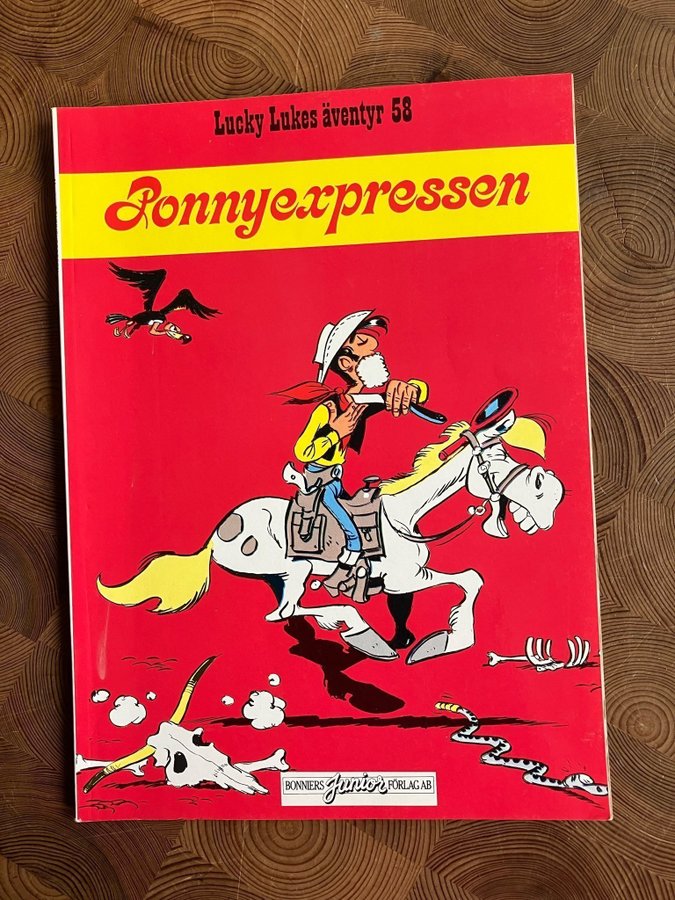 Lucky Lukes äventyr 58
Ponnyexpressen
BONNIERS Junior FÖRLAG AB